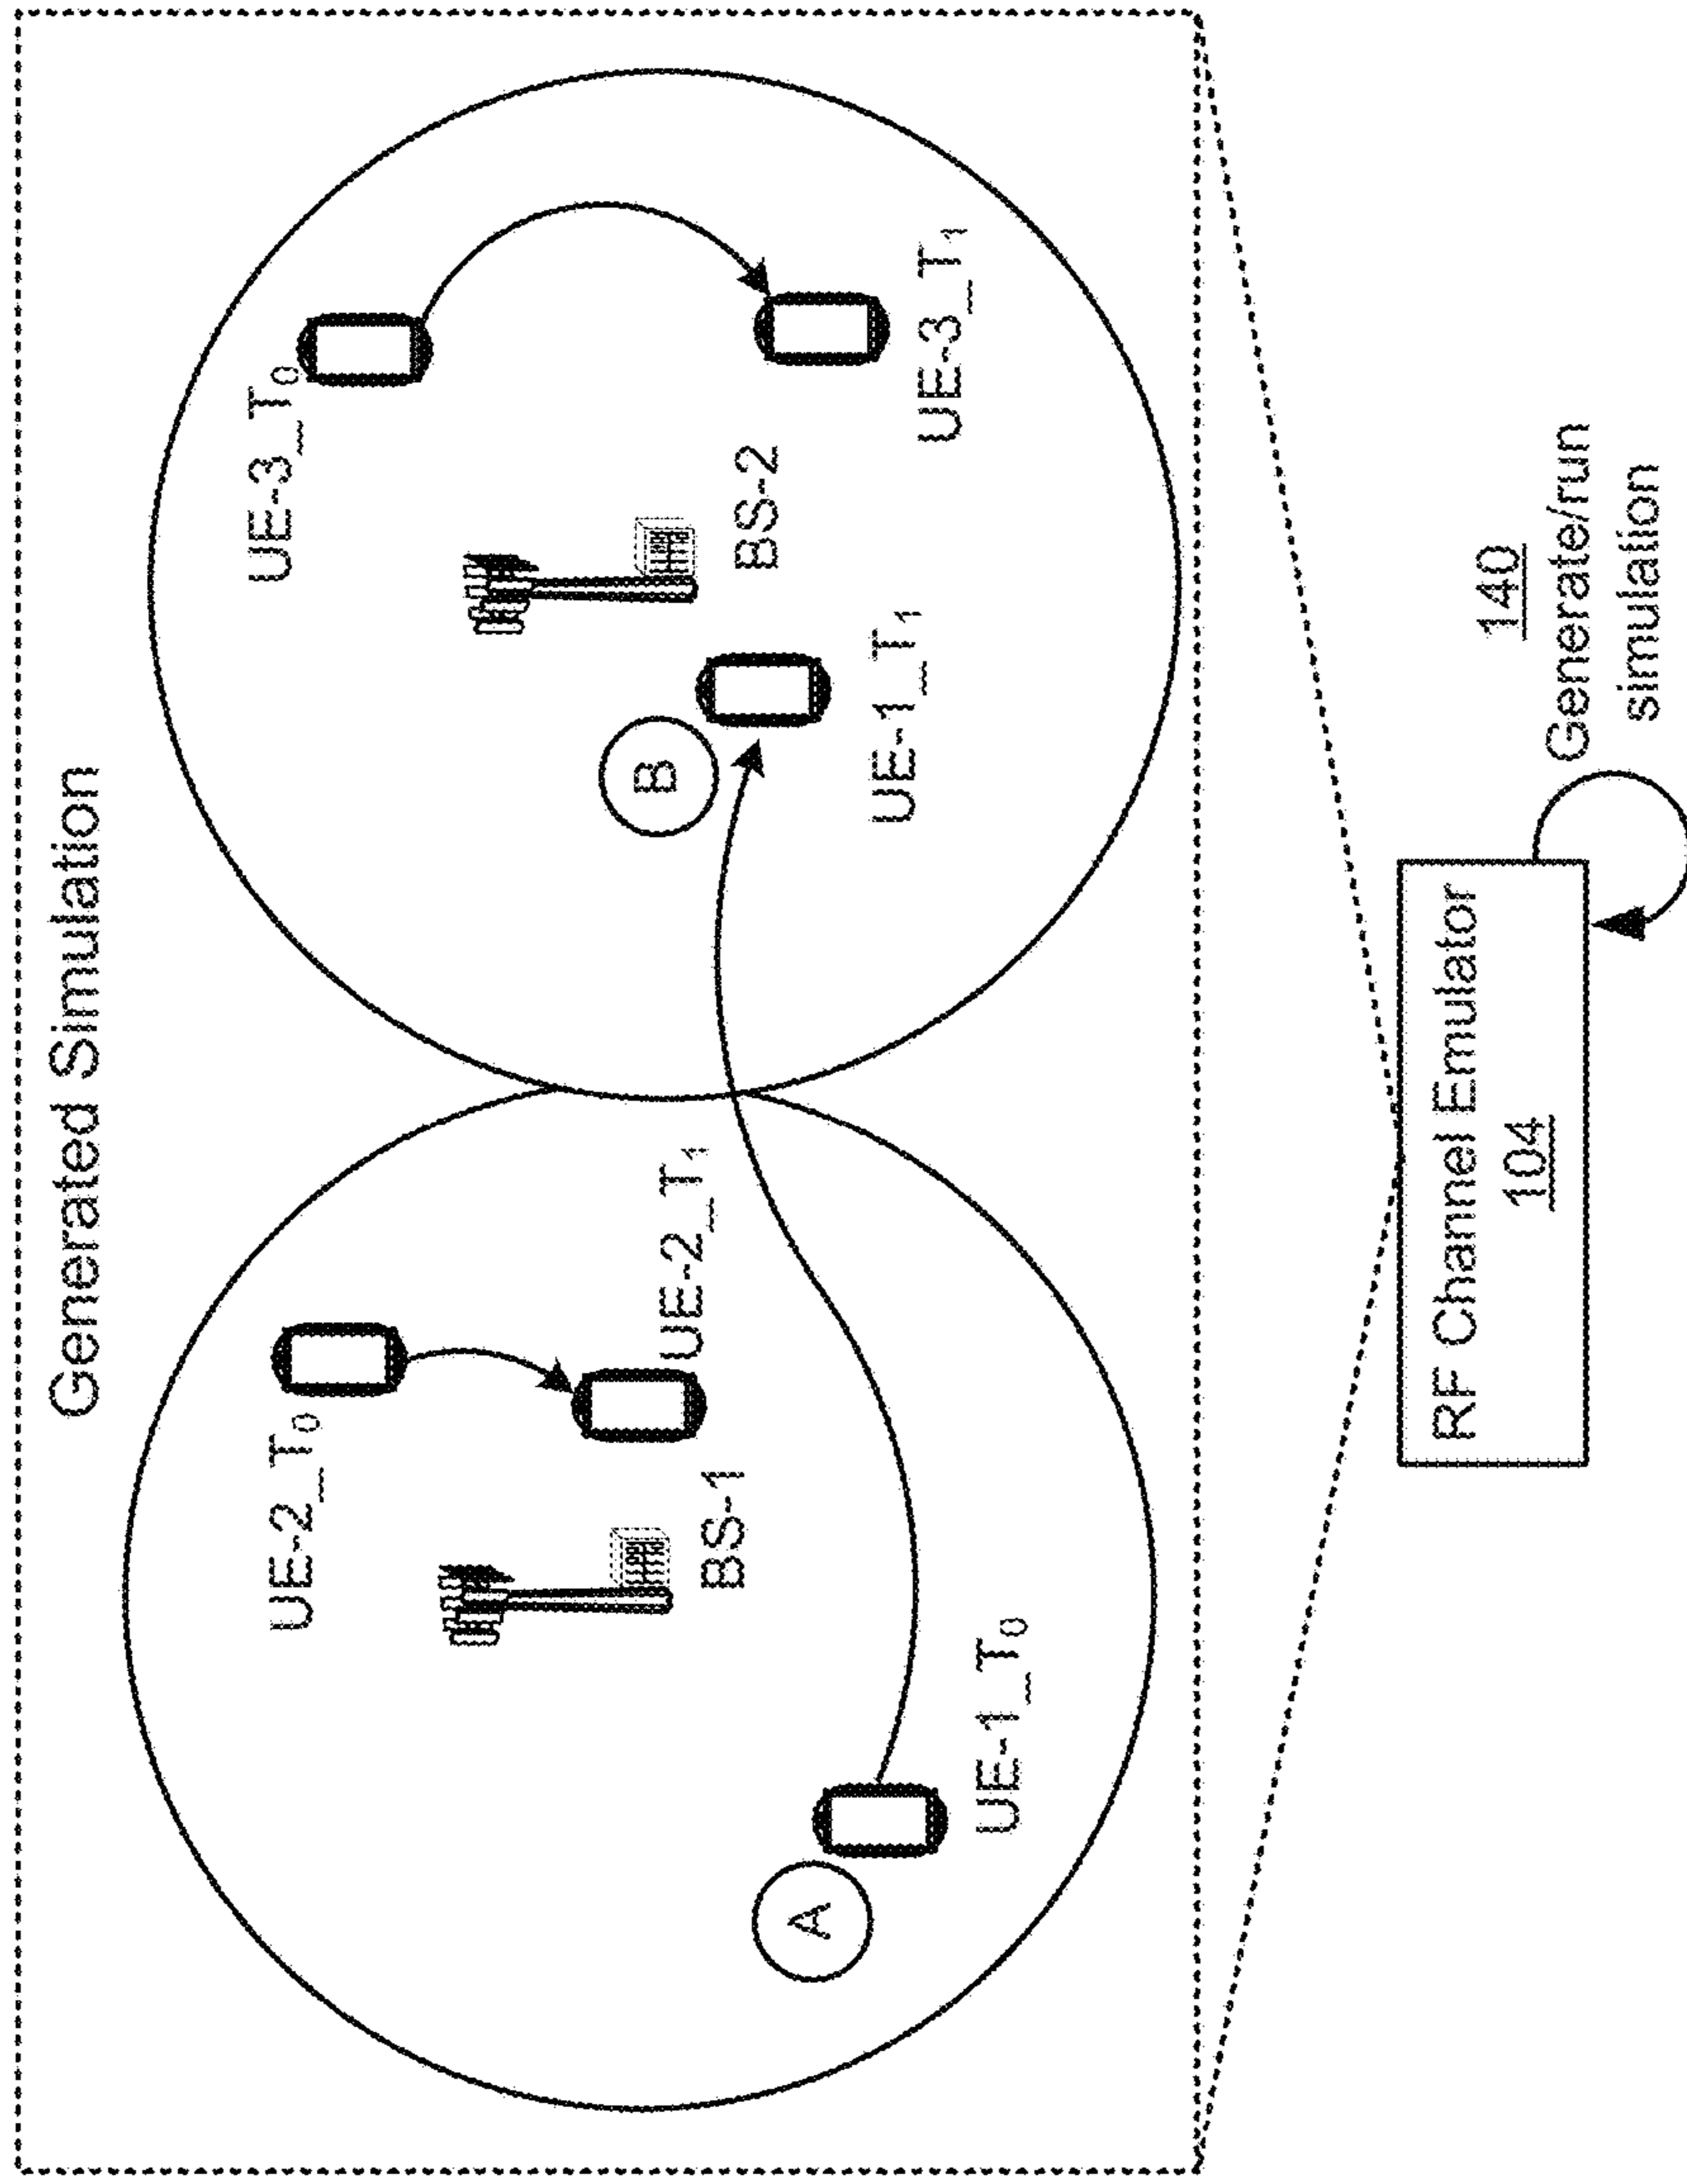 Generated Simulation
UE-2_T0
UE-3_T0
UE-2_T1
BS-1
BS-2
A
B
UE-1_T0
UE-1_T1
UE-3_T1
RF Channel Emulator
104
140
Generate/run
simulation